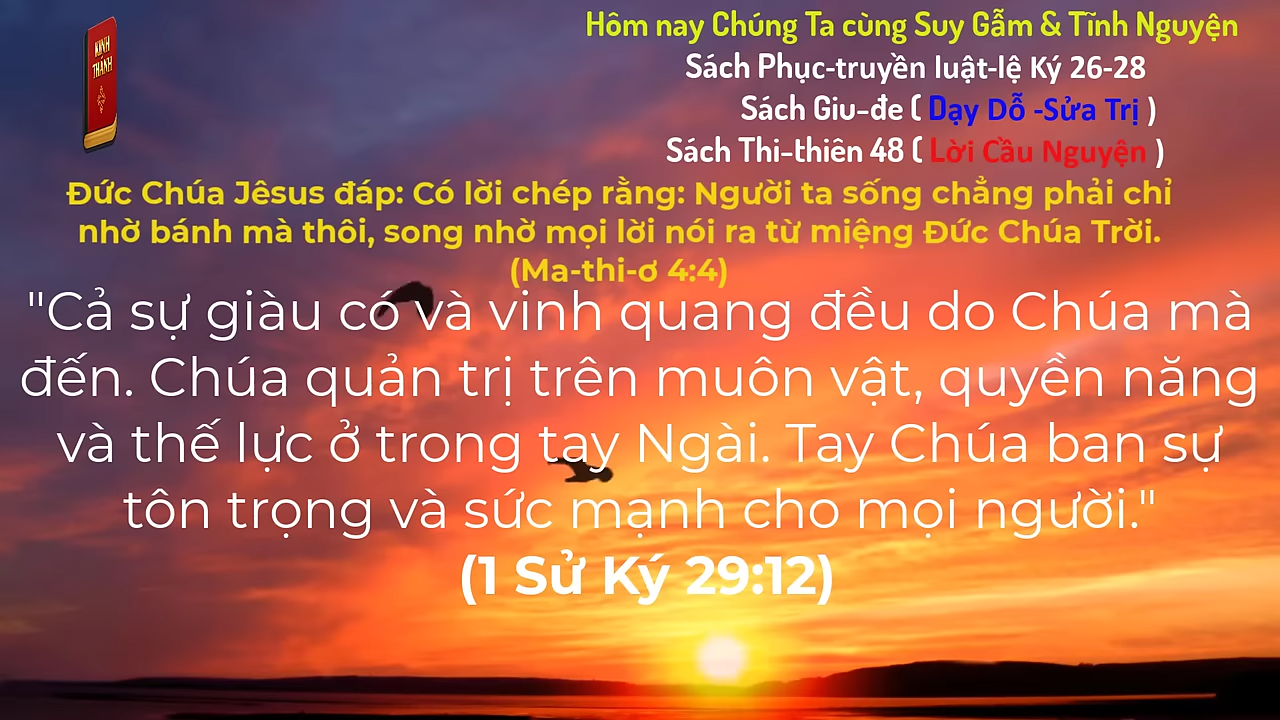 KINH
THÁNH
Hôm nay Chúng Ta cùng Suy Gẫm & Tĩnh Nguyện
Sách Phục-truyền luật-lệ Ký 26-28
Sách Giu-đe ( Dạy Dỗ -Sửa Trị )
Sách Thi-thiên 48 ( Lời Cầu Nguyện )
Đức Chúa Jêsus đáp: Có lời chép rằng: Người ta sống chẳng phải chỉ
nhờ bánh mà thôi, song nhờ mọi lời nói ra từ miệng Đức Chúa Trời.
(Ma-thi-ơ 4:4)
"Cả sự giàu có và vinh quang đều do Chúa mà
đến. Chúa quản trị trên muôn vật, quyền năng
và thế lực ở trong tay Ngài. Tay Chúa ban sự
tôn trọng và sức mạnh cho mọi người."
(1 Sử Ký 29:12)